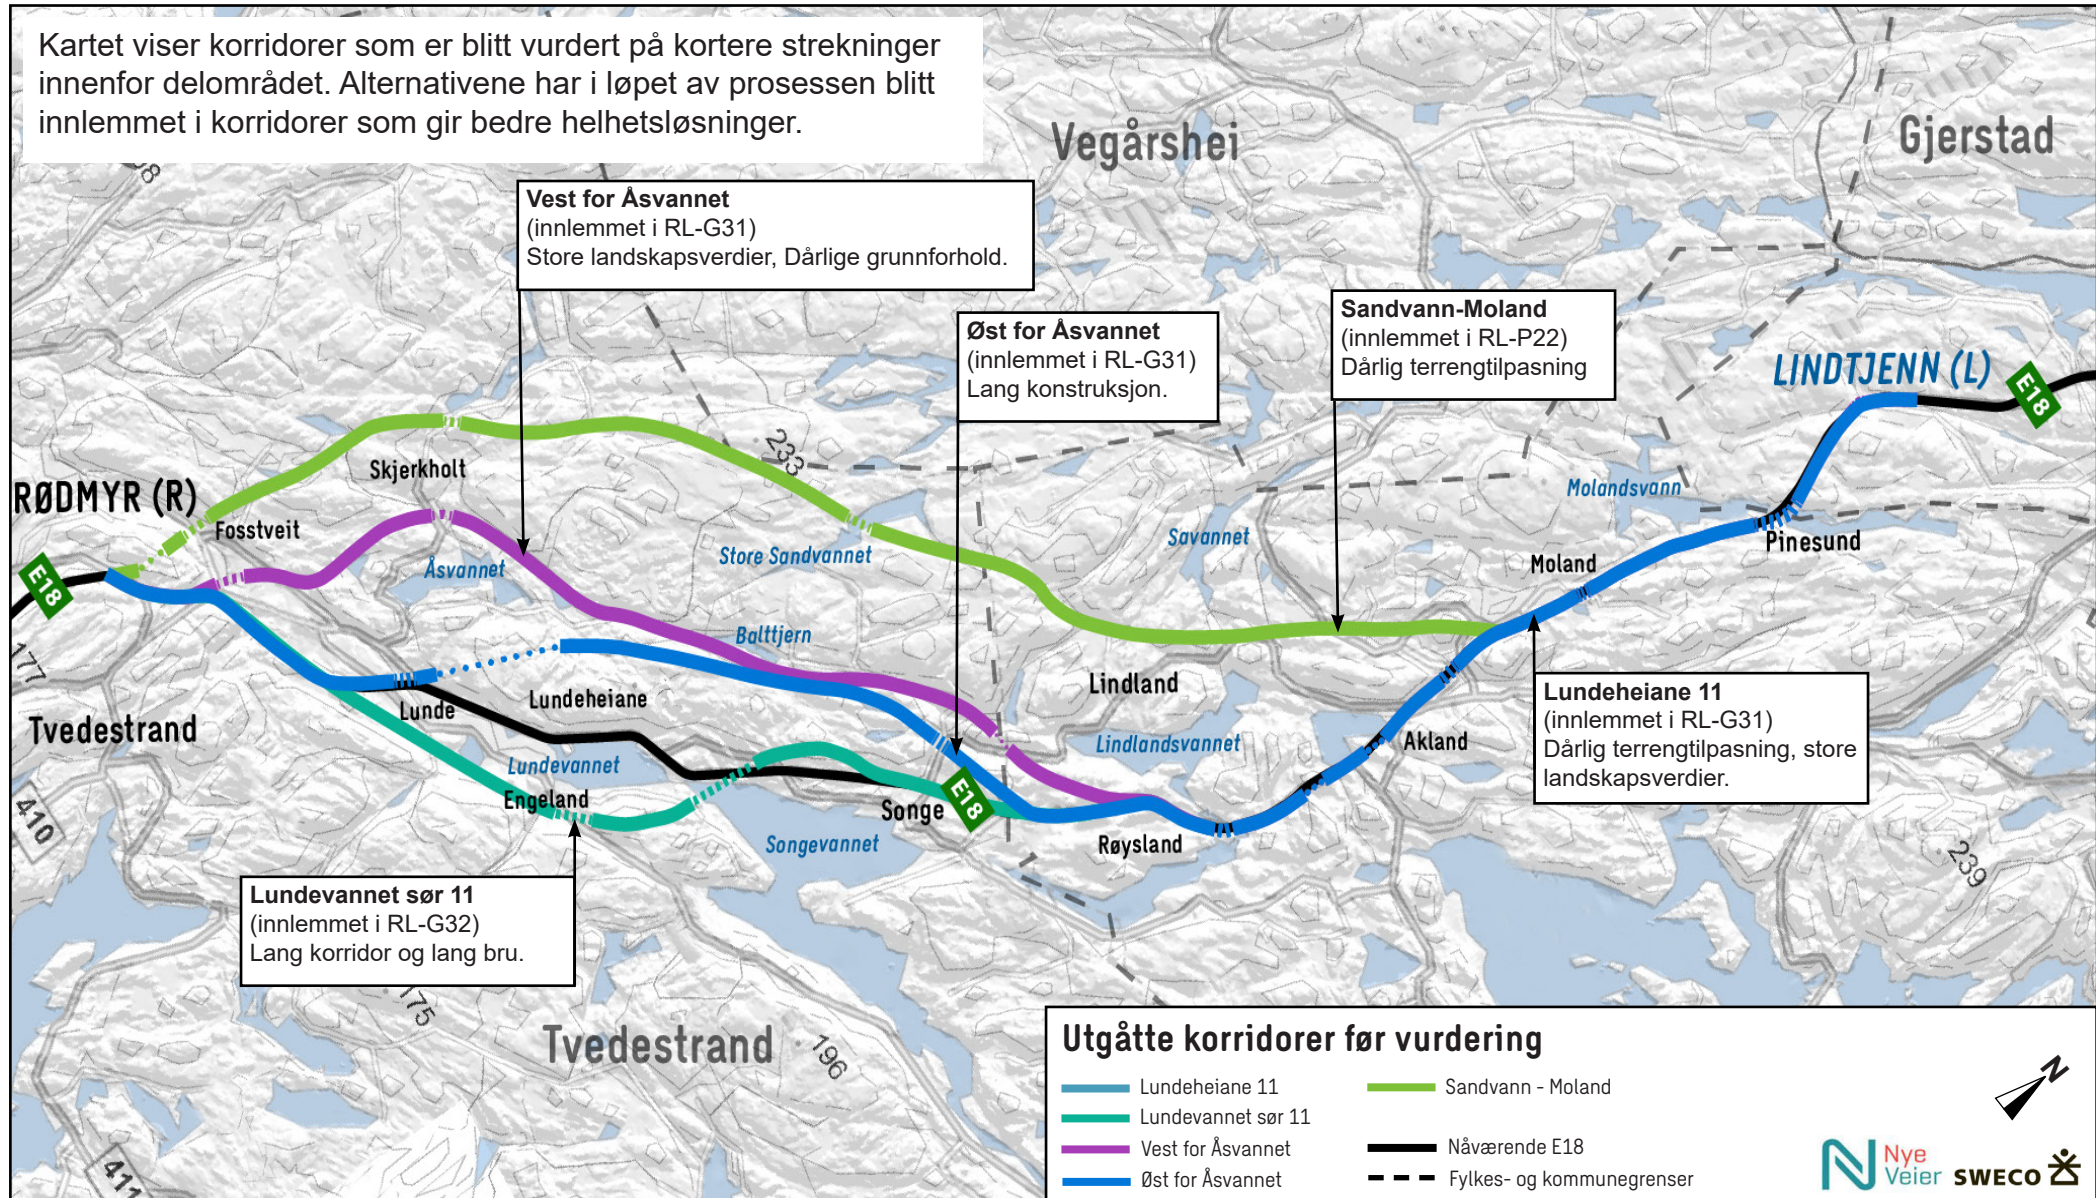 Kartet viser korridorer som er blitt vurdert på kortere strekninger
innenfor delområdet. Alternativene har i løpet av prosessen blitt
innlemmet i korridorer som gir bedre helhetsløsninger.
Vegårshei
Gjerstad
Vest for Åsvannet
(innlemmet i RL-G31)
Store landskapsverdier, Dårlige grunnforhold.
Øst for Åsvannet
(innlemmet i RL-G31)
Lang konstruksjon.
Sandvann-Moland
(innlemmet i RL-P22)
Dårlig terrengtilpasning
LINDTJENN (L)
E18
233
Skjerkholt
RØDMYR (R)
Fosstveit
Molandsvann
Savannet
Store Sandvannet
Åsvannet
Pinesund
Moland
E18
Balttjern
177
Lindland
Lundeheiane
Lunde
Tvedestrand
Lundeheiane 11
(innlemmet i RL-G31)
Dårlig terrengtilpasning, store
landskapsverdier.
Akland
Lindlandsvannet
Lundevannet
Engeland
Songe
E18
410
Songevannet
Røysland
239
Lundevannet sør 11
(innlemmet i RL-G32)
Lang korridor og lang bru.
175
Tvedestrand
196
411
Utgåtte korridorer før vurdering
Lundeheiane 11
Lundevannet sør 11
Vest for Åsvannet
Øst for Åsvannet
Sandvann - Moland
Nåværende E18
Fylkes- og kommunegrenser
N
Nye
Veier
SWECO